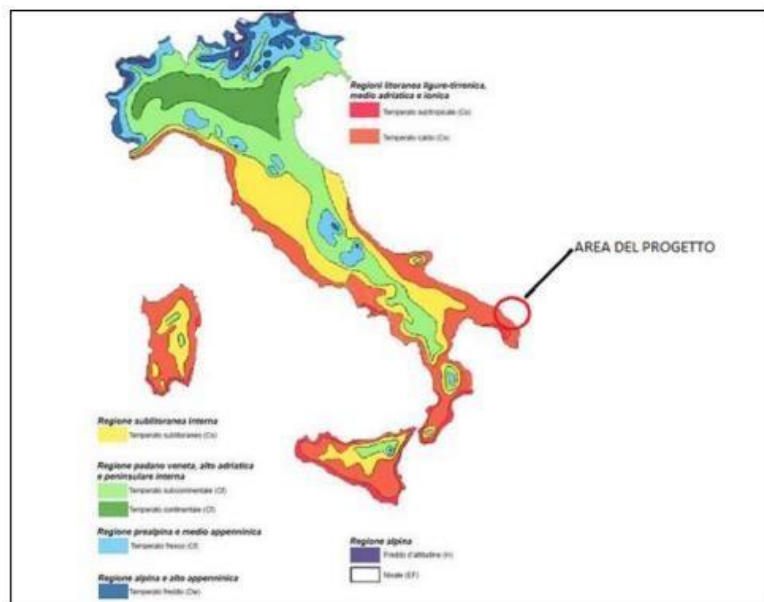 Regioni litoranea ligure-tirrenica,
medio adriatica e ionica
Temperato subtropicale (Cs)
Temperato caldo (Cs)
AREA DEL PROGETTO
Regione sublitoranea interna
Temperato sublitoraneo (Cs)
Regione padano veneta, alto adriatica
e peninsulare interna
Temperato subcontinentale (Cf)
Temperato continentale (Cf)
Regione prealpina e medio appenninica
Temperato fresco (Cf)
Regione alpina e alto appenninica
Temperato freddo (Dw)
Regione alpina
Freddo d'altitudine (H)
Nivale (EF)